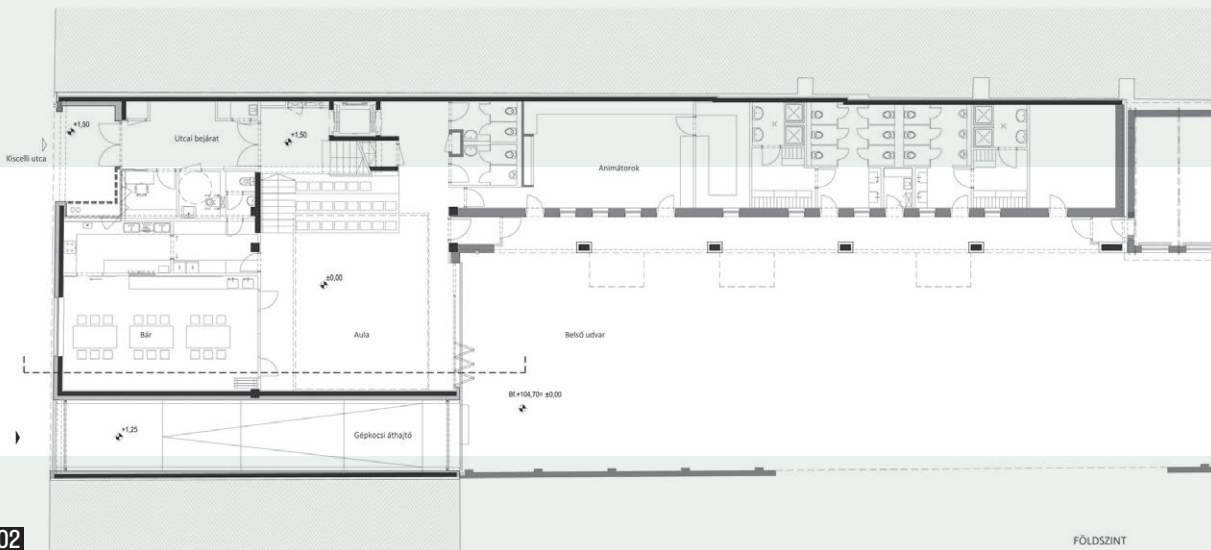 +1,50
Utcai bejárat
+1,50
Kiscelli utca
Animátorok
±0,00
Bár
Aula
Belső udvar
Bf.+104,70= ±0,00
+1,25
Gépkocsi áthajtó
02
FÖLDSZINT